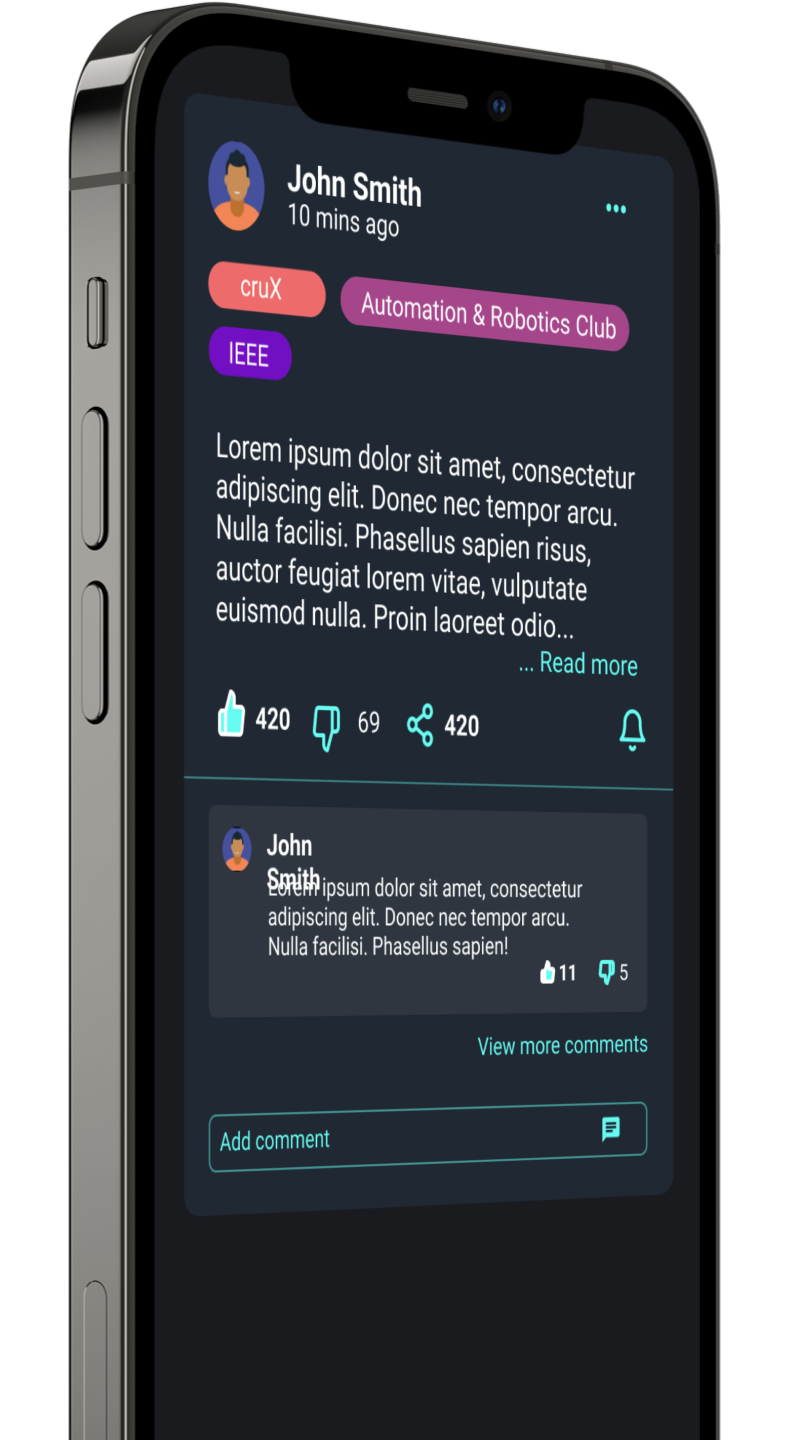 John Smith
10 mins ago
cruX
Automation & Robotics Club
IEEE
Lorem ipsum dolor sit amet, consectetur
adipiscing elit. Donec nec tempor arcu.
Nulla facilisi. Phasellus sapien risus,
auctor feugiat lorem vitae, vulputate
euismod nulla. Proin laoreet odio...
... Read more
420 69 420
John
Smith
Lorem ipsum dolor sit amet, consectetur
adipiscing elit. Donec nec tempor arcu.
Nulla facilisi. Phasellus sapien!
11 5
View more comments
Add comment